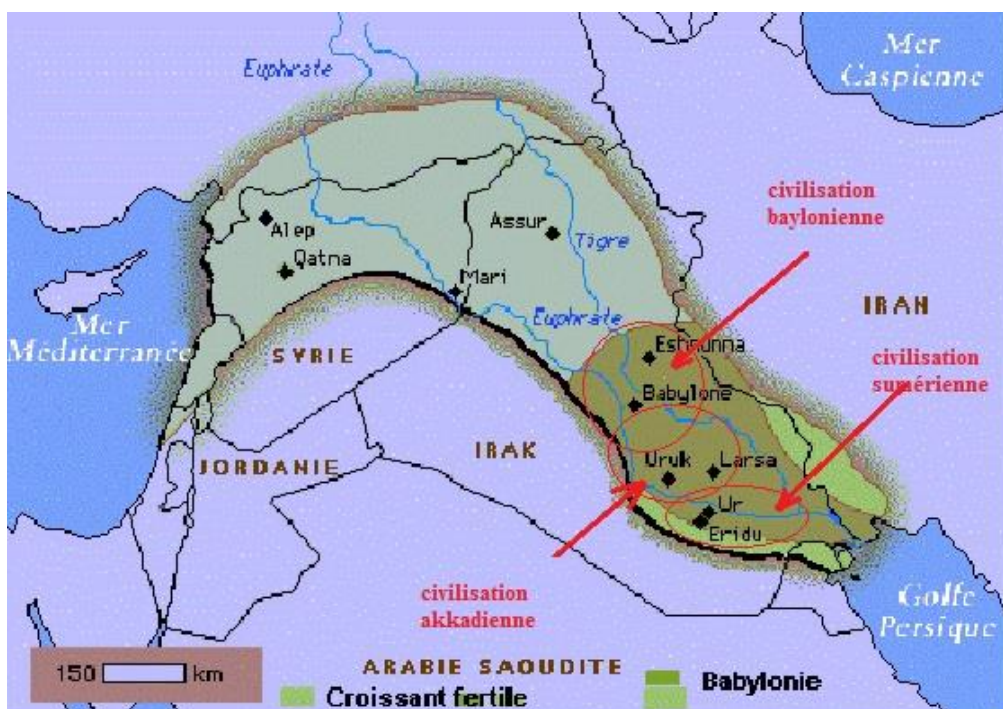 Mer
Caspienne
Euphrate
civilisation
baylonienne
Alep
Assur
Tigre
Qatna
Mari
Euphrate
IRAN
Mer
Méditerranée
SYRIE
Eshnunna
civilisation
sumérienne
Babylone
JORDANIE
IRAK
Uruk
Larsa
Ur
Eridu
civilisation
akkadienne
Golfe
Persique
150 km
ARABIE SAOUDITE
Croissant fertile
Babylonie